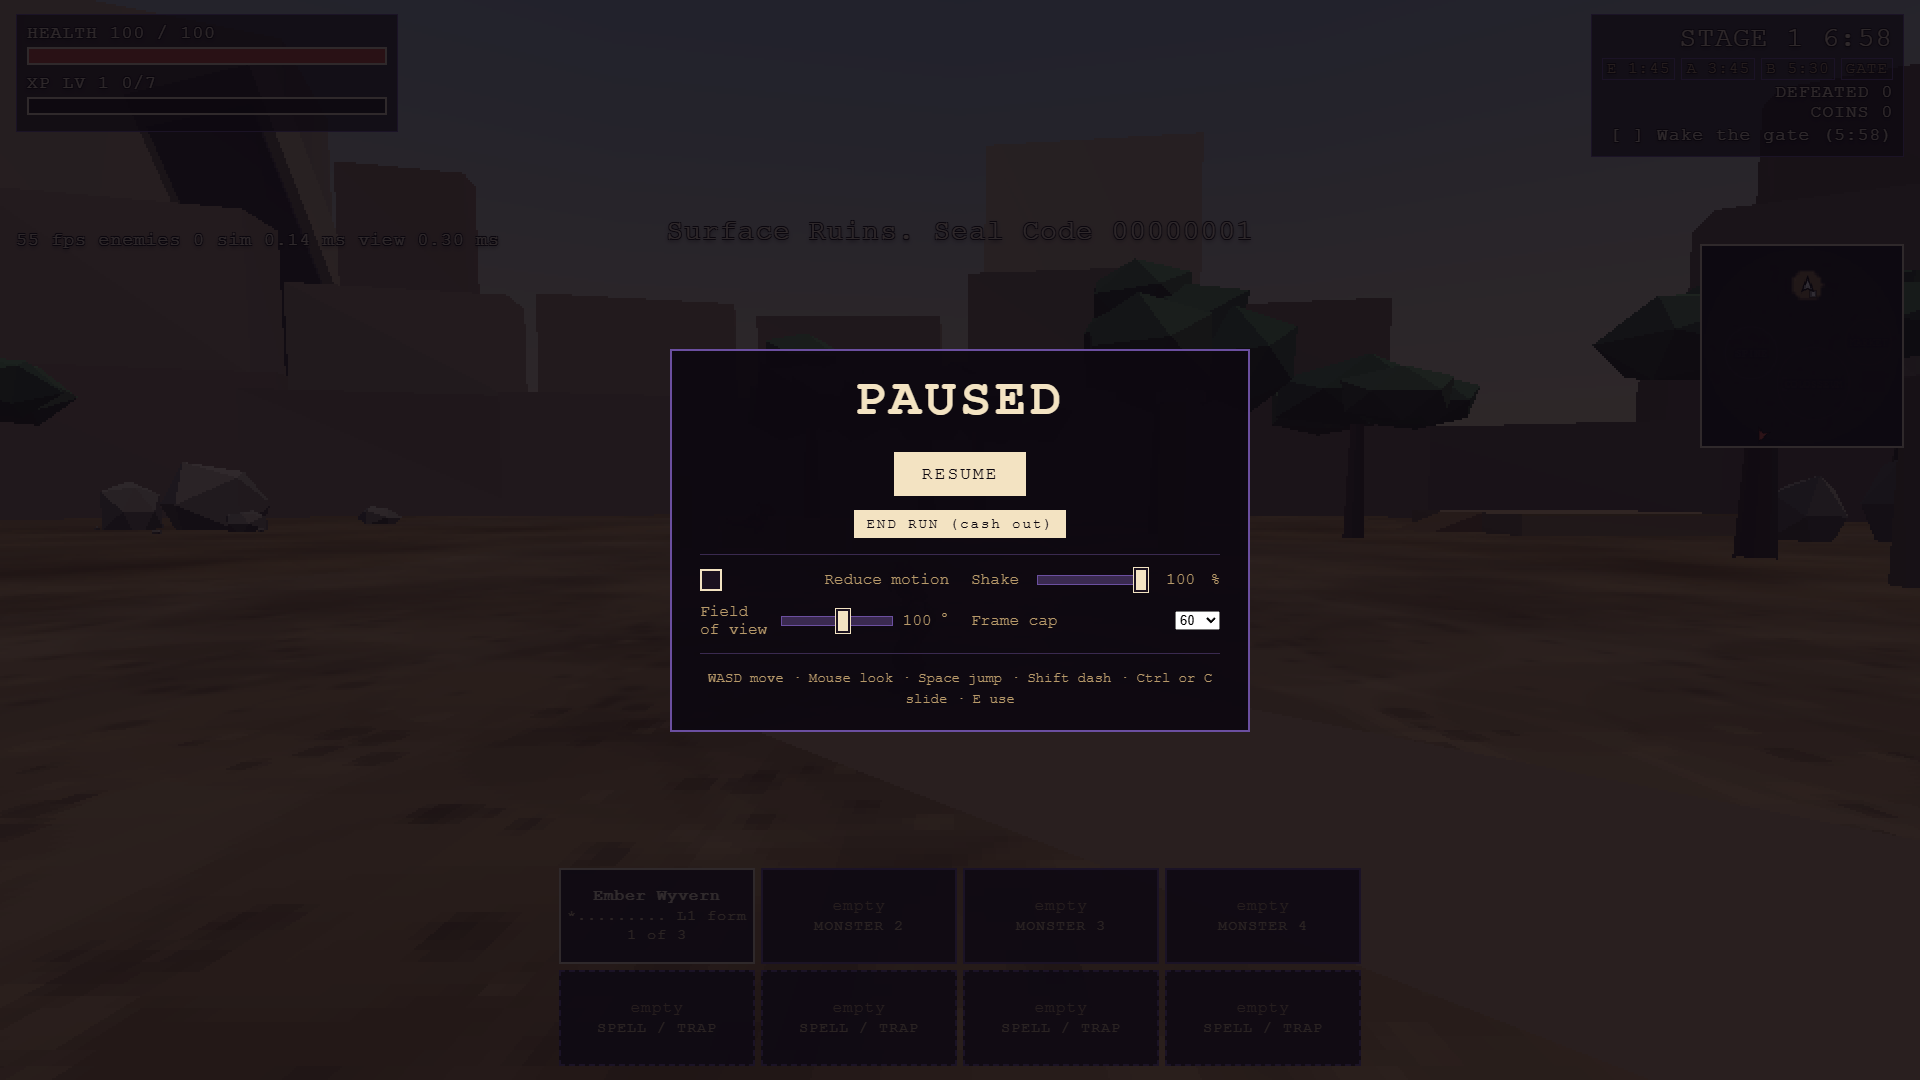 HEALTH 100 / 100
XP LV 1 0/7
STAGE 1 6:58
E 1:45 A 3:45 B 5:30 GATE
DEFEATED 0
COINS 0
[ ] Wake the gate (5:58)
55 fps enemies 0 sim 0.14 ms view 0.30 ms
Surface Ruins. Seal Code 00000001
PAUSED
RESUME
END RUN (cash out)
Reduce motion Shake 100 %
Field
of view 100 ° Frame cap 60
WASD move · Mouse look · Space jump · Shift dash · Ctrl or C
slide · E use
Ember Wyvern
*......... L1 form
1 of 3
empty
MONSTER 2
empty
MONSTER 3
empty
MONSTER 4
empty
SPELL / TRAP
empty
SPELL / TRAP
empty
SPELL / TRAP
empty
SPELL / TRAP